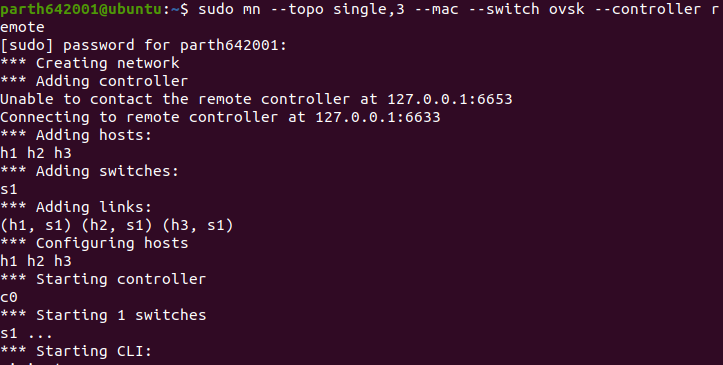 parth642001@ubuntu:~$ sudo mn --topo single,3 --mac --switch ovsk --controller r
emote
[sudo] password for parth642001:
*** Creating network
*** Adding controller
Unable to contact the remote controller at 127.0.0.1:6653
Connecting to remote controller at 127.0.0.1:6633
*** Adding hosts:
h1 h2 h3
*** Adding switches:
s1
*** Adding links:
(h1, s1) (h2, s1) (h3, s1)
*** Configuring hosts
h1 h2 h3
*** Starting controller
c0
*** Starting 1 switches
s1 ...
*** Starting CLI: